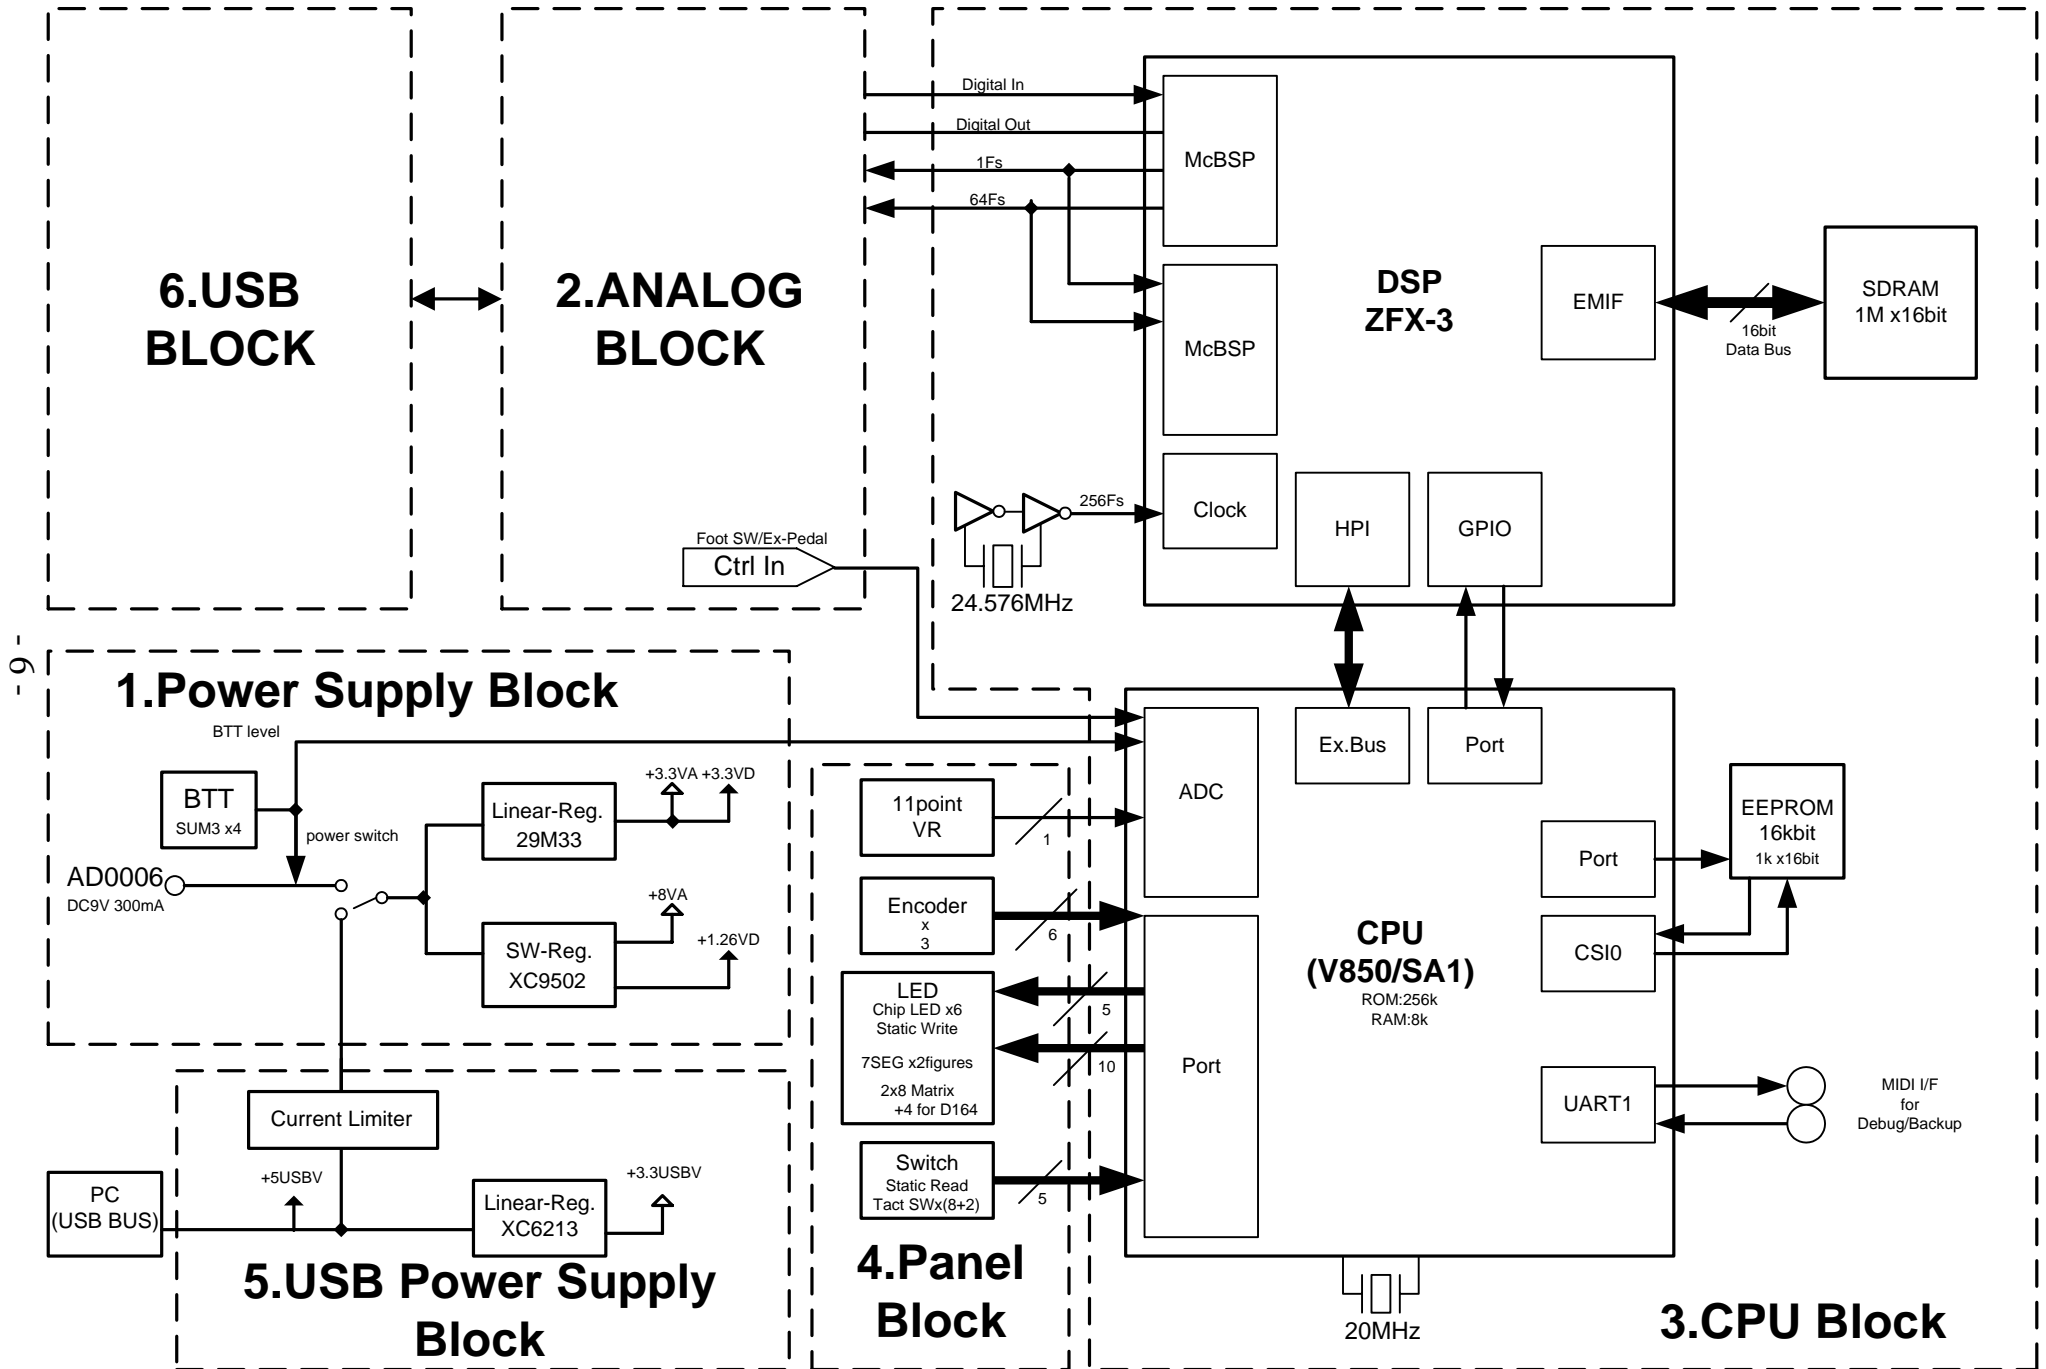 Digital In
Digital Out
1Fs
64Fs
McBSP
McBSP
Clock
256Fs
24.576MHz
DSP
ZFX-3
EMIF
16bit
Data Bus
SDRAM
1M x16bit
HPI
GPIO
6.USB
BLOCK
2.ANALOG
BLOCK
Foot SW/Ex-Pedal
Ctrl In
- 9 -
1.Power Supply Block
BTT level
BTT
SUM3 x4
power switch
AD0006
DC9V 300mA
Linear-Reg.
29M33
+3.3VA +3.3VD
SW-Reg.
XC9502
+8VA
+1.26VD
Current Limiter
+5USBV
PC
(USB BUS)
Linear-Reg.
XC6213
+3.3USBV
5.USB Power Supply
Block
11point
VR
1
Encoder
x
3
6
LED
Chip LED x6
Static Write
7SEG x2figures
2x8 Matrix
+4 for D164
5
10
Switch
Static Read
Tact SWx(8+2)
5
4.Panel
Block
ADC
Ex.Bus
Port
Port
CPU
(V850/SA1)
ROM:256k
RAM:8k
Port
CSI0
UART1
EEPROM
16kbit
1k x16bit
MIDI I/F
for
Debug/Backup
20MHz
3.CPU Block